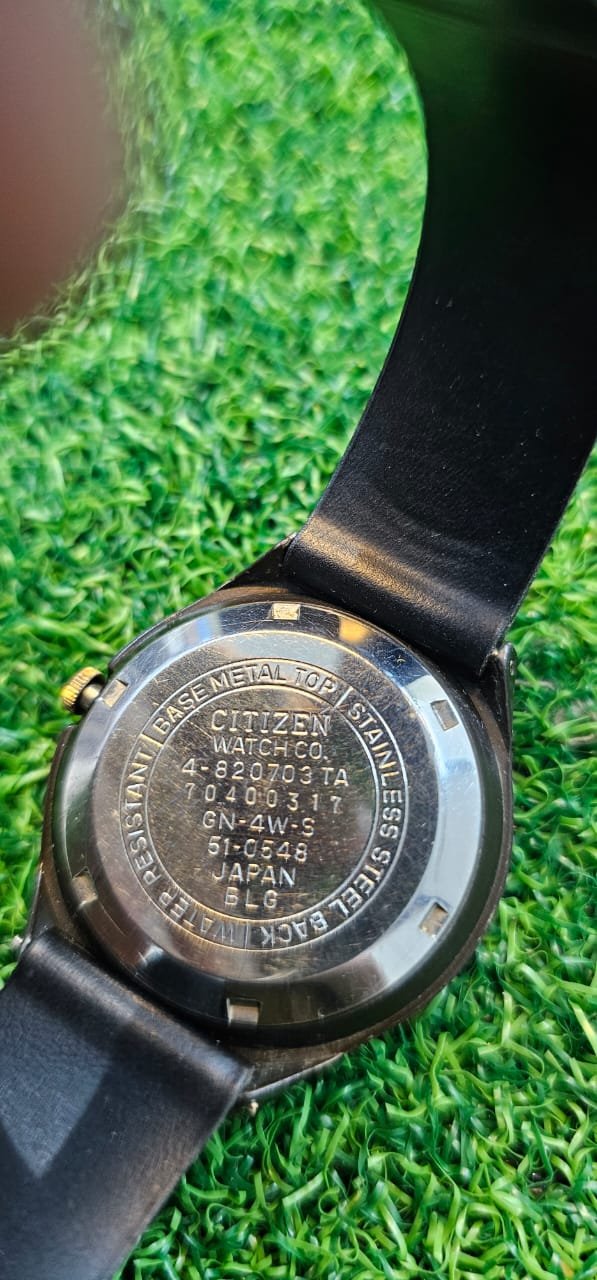 CITIZEN
WATCH CO.
4-820703 TA
70400317
GN-4W-S
51-0548
JAPAN
BLG
WATER RESISTANT | BASE METAL TOP | STAINLESS STEEL BACK |